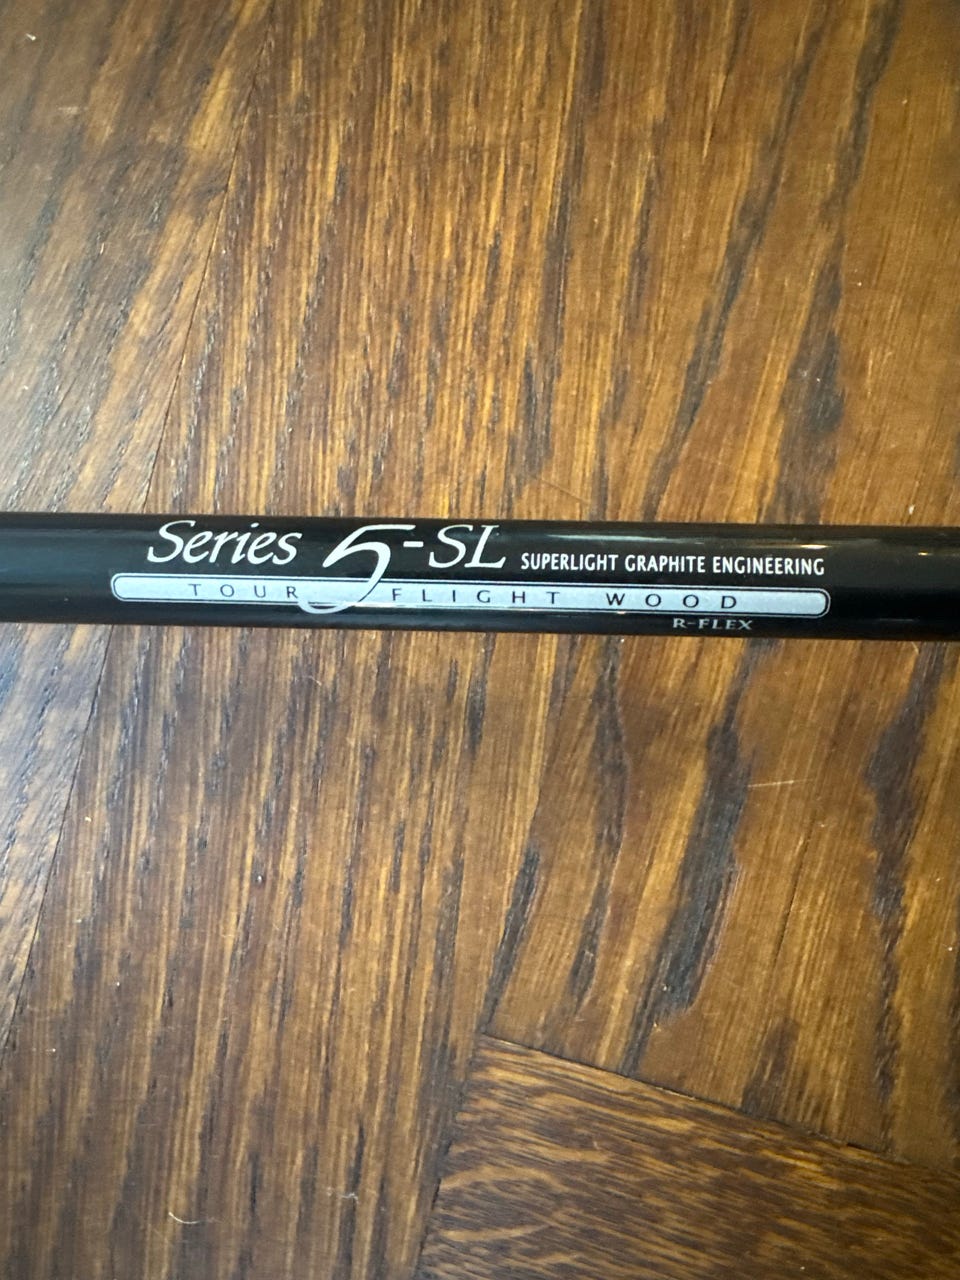 Series 5-SL SUPERLIGHT GRAPHITE ENGINEERING
TOUR FLIGHT WOOD
R-FLEX